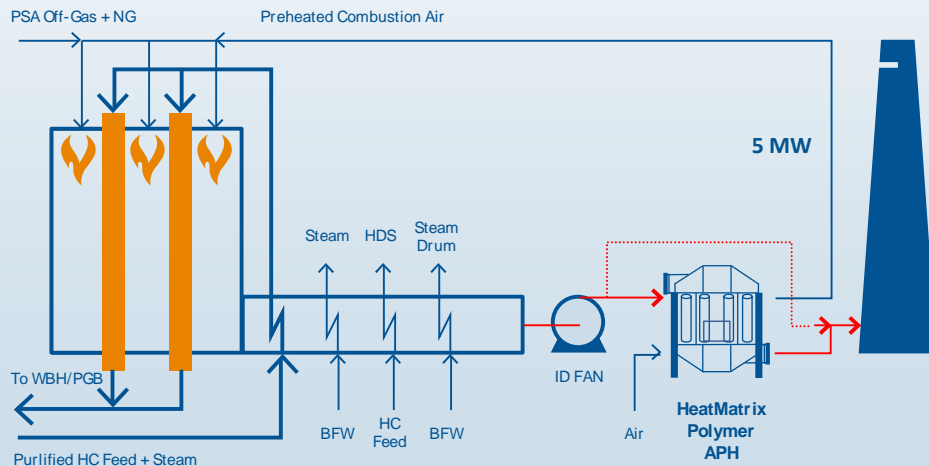 PSA Off-Gas + NG
Preheated Combustion Air
5 MW
Steam
HDS
Steam
Drum
To WBH/PGB
ID FAN
BFW
HC
Feed
BFW
Air
HeatMatrix
Polymer
APH
Purlified HC Feed + Steam